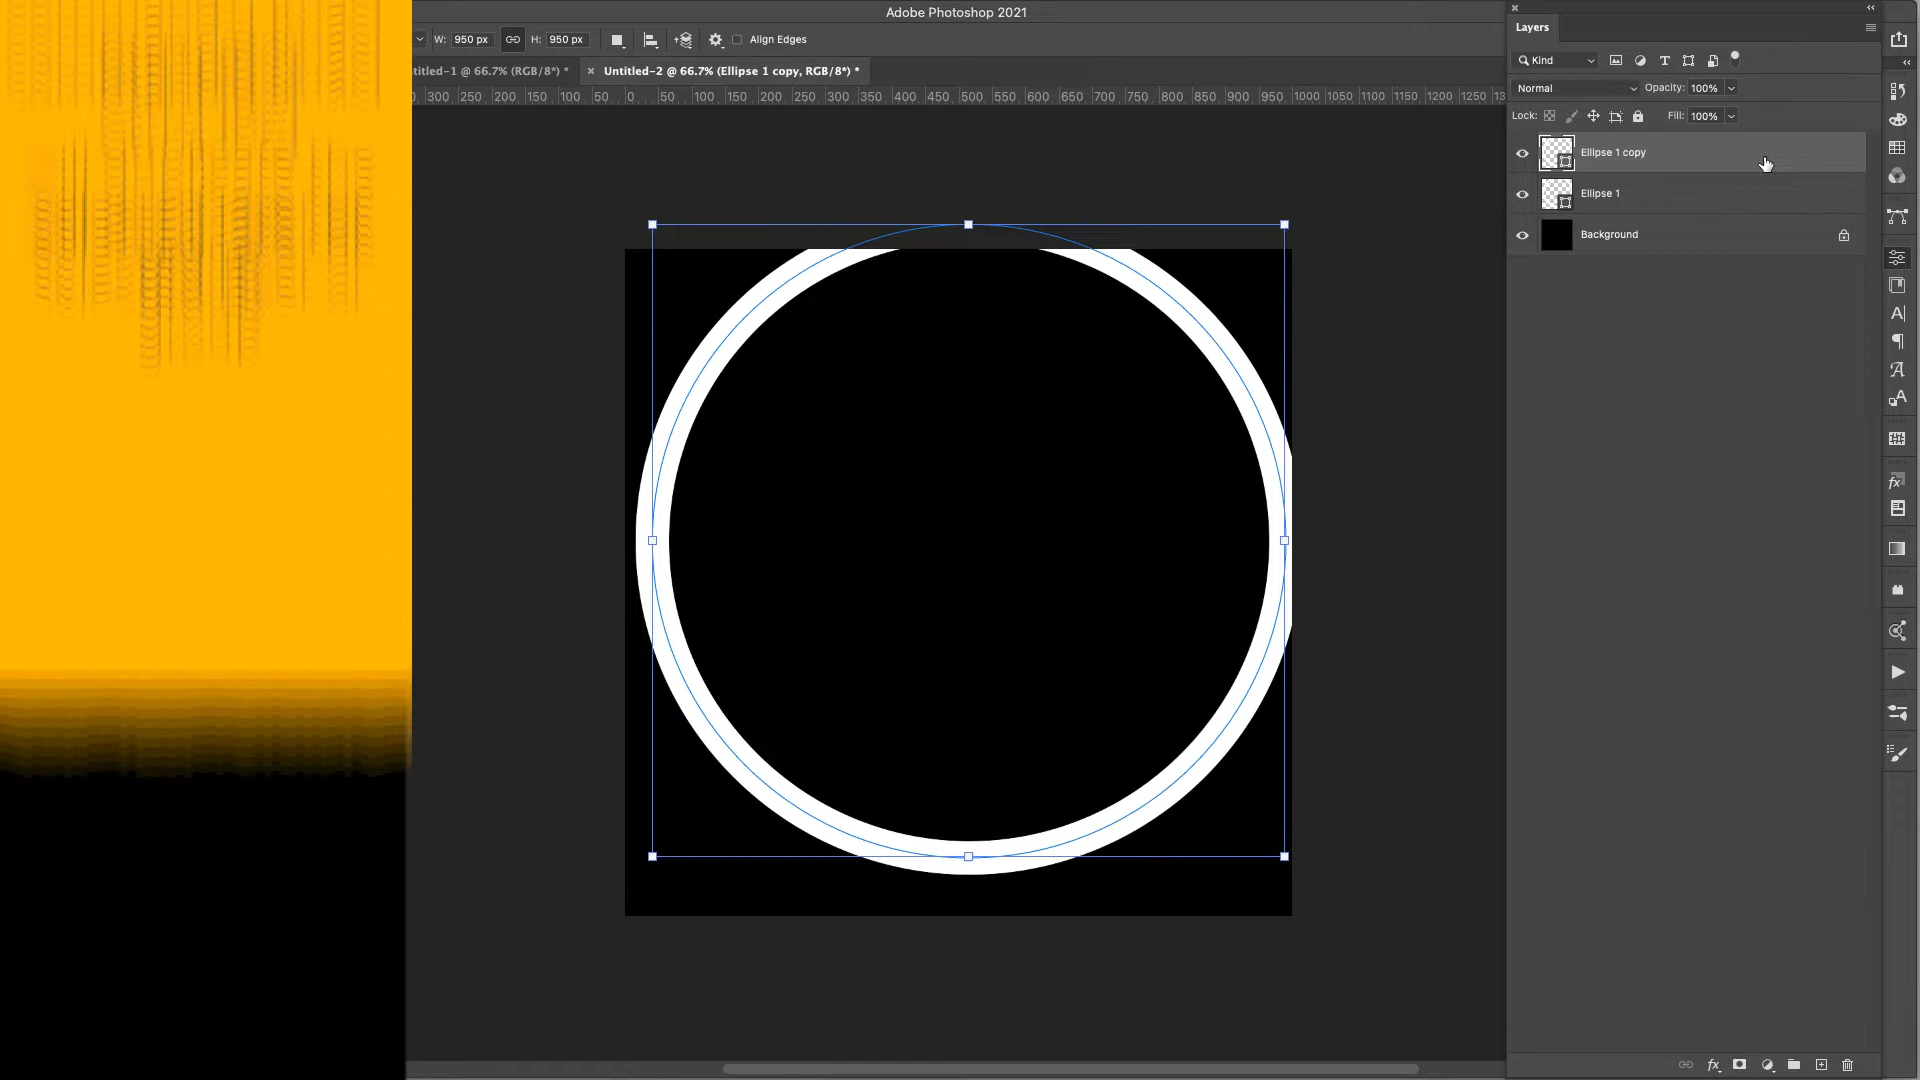 Adobe Photoshop 2021
W: 950 px H: 950 px Align Edges
titled-1 @ 66.7% (RGB/8*) * × Untitled-2 @ 66.7% (Ellipse 1 copy, RGB/8*) *
300 250 200 150 100 50 0 50 100 150 200 250 300 350 400 450 500 550 600 650 700 750 800 850 900 950 1000 1050 1100 1150 1200 1250 13
Layers
Kind
Normal Opacity: 100%
Lock: Fill: 100%
Ellipse 1 copy
Ellipse 1
Background
fx